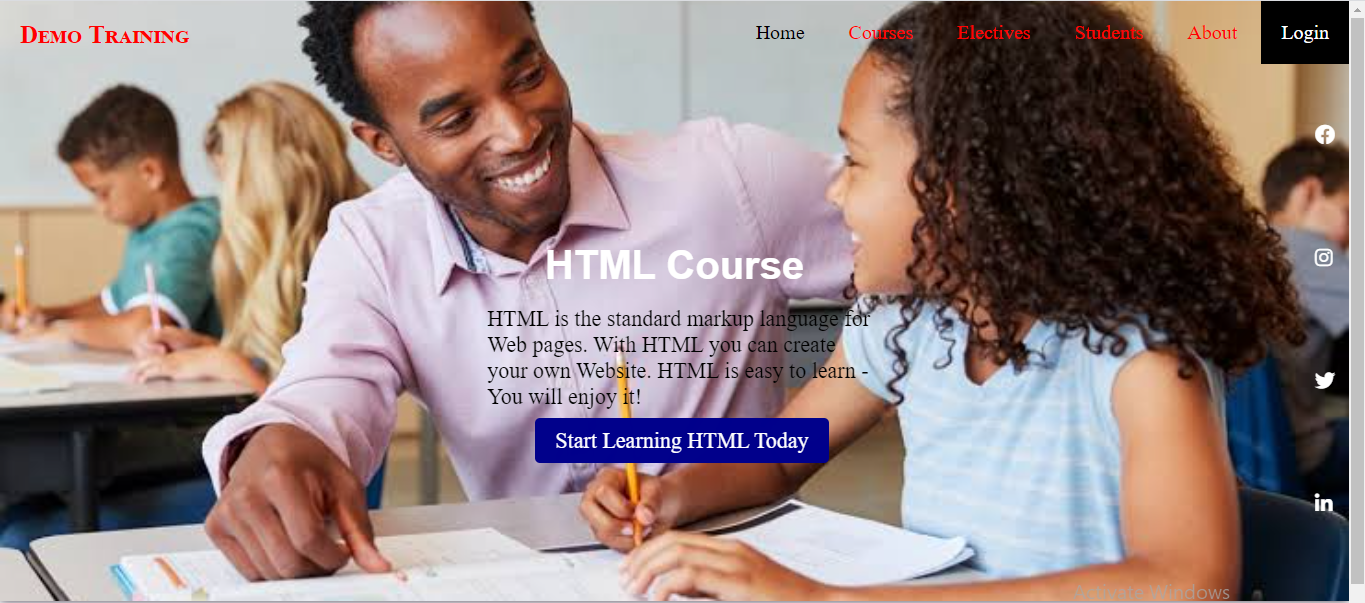 Demo Training
Home Courses Electives Students About Login
HTML Course
HTML is the standard markup language for
Web pages. With HTML you can create
your own Website. HTML is easy to learn -
You will enjoy it!
Start Learning HTML Today
Activate Windows